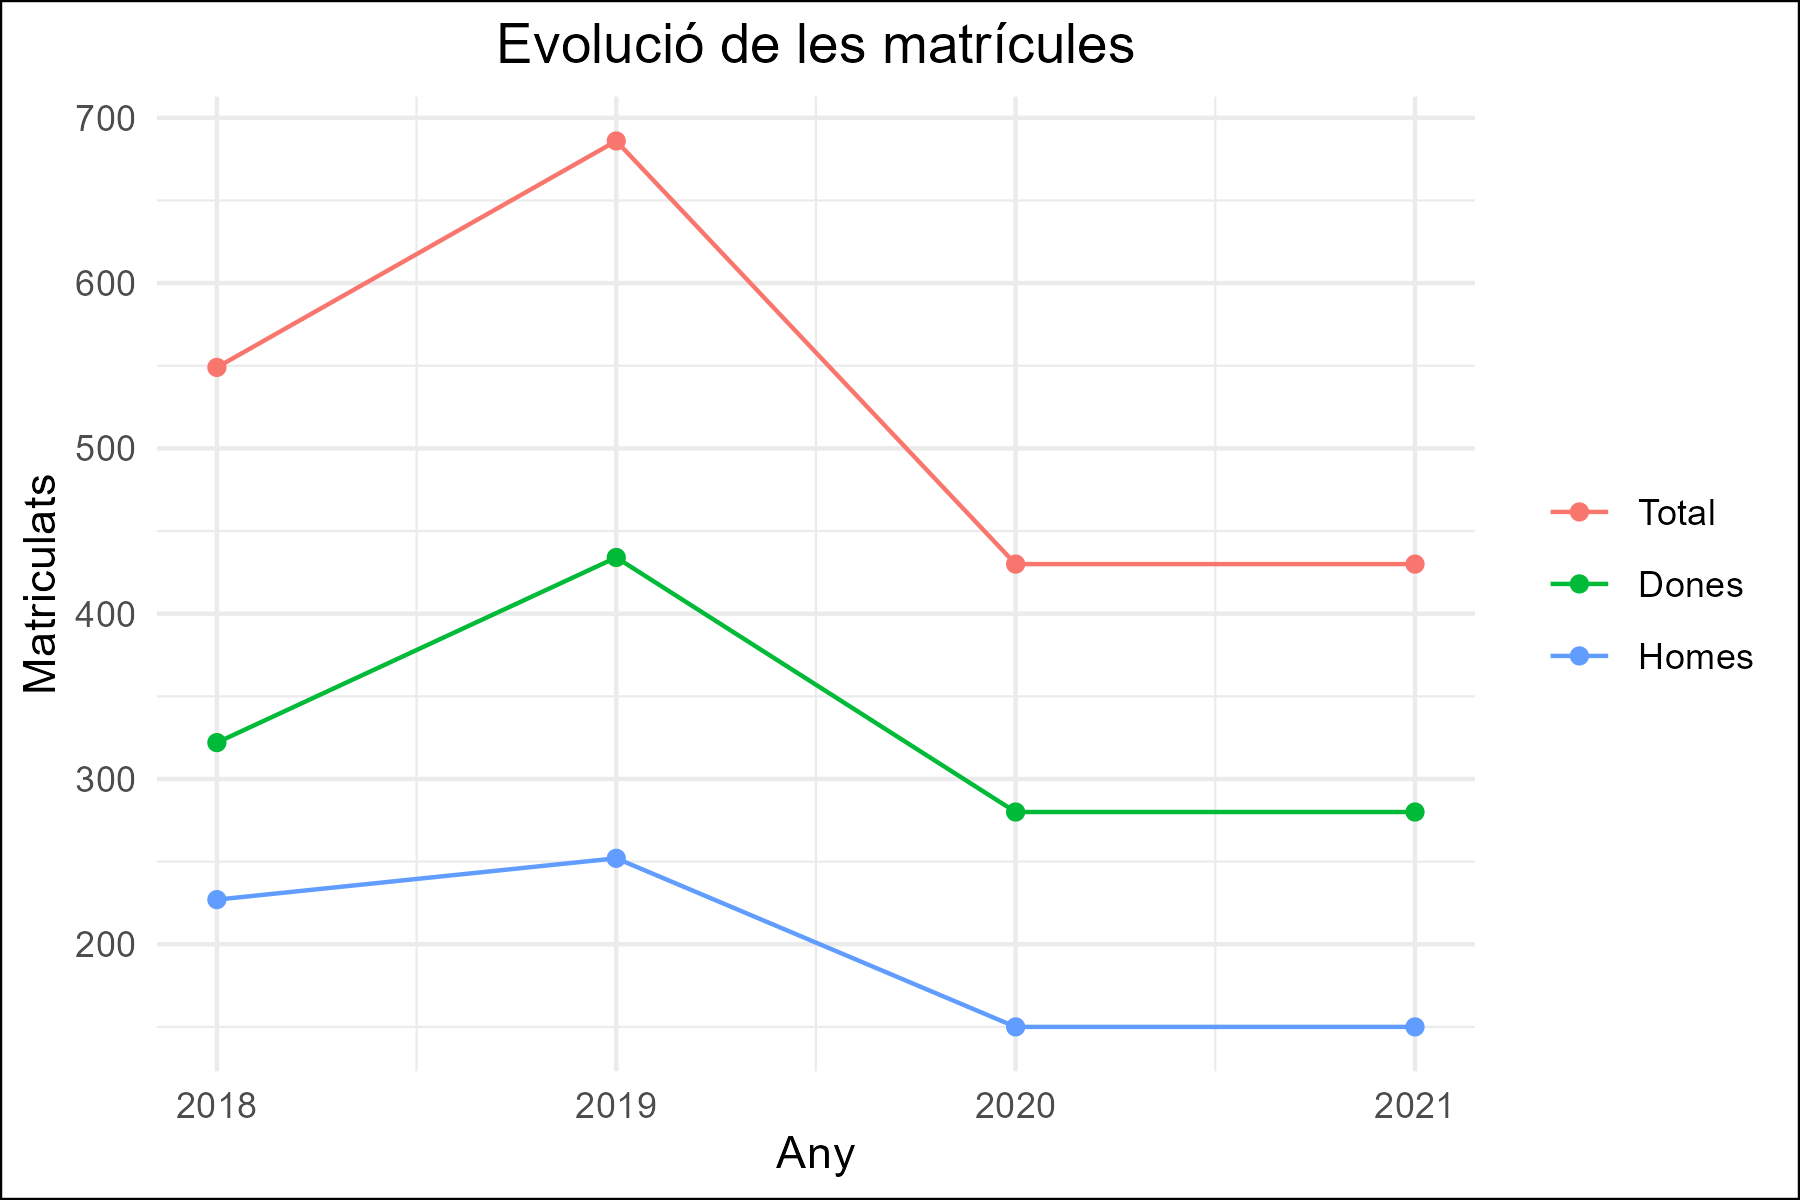 Evolució de les matrícules
700
600
500
400
300
200
Matriculats
2018 2019 2020 2021
Any
Total
Dones
Homes